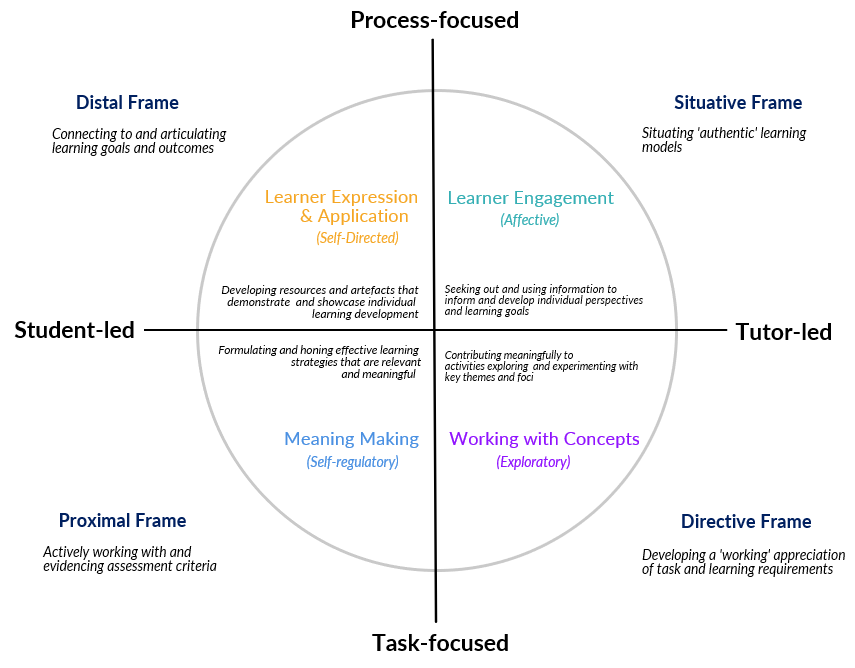 Process-focused
Distal Frame
Connecting to and articulating
learning goals and outcomes
Situative Frame
Situating 'authentic' learning
models
Learner Expression
& Application
(Self-Directed)
Learner Engagement
(Affective)
Developing resources and artefacts that
demonstrate and showcase individual
learning development
Seeking out and using information to
inform and develop individual perspectives
and learning goals
Student-led
Tutor-led
Formulating and honing effective learning
strategies that are relevant
and meaningful
Contributing meaningfully to
activities exploring and experimenting with
key themes and foci
Meaning Making
(Self-regulatory)
Working with Concepts
(Exploratory)
Proximal Frame
Actively working with and
evidencing assessment criteria
Directive Frame
Developing a 'working' appreciation
of task and learning requirements
Task-focused